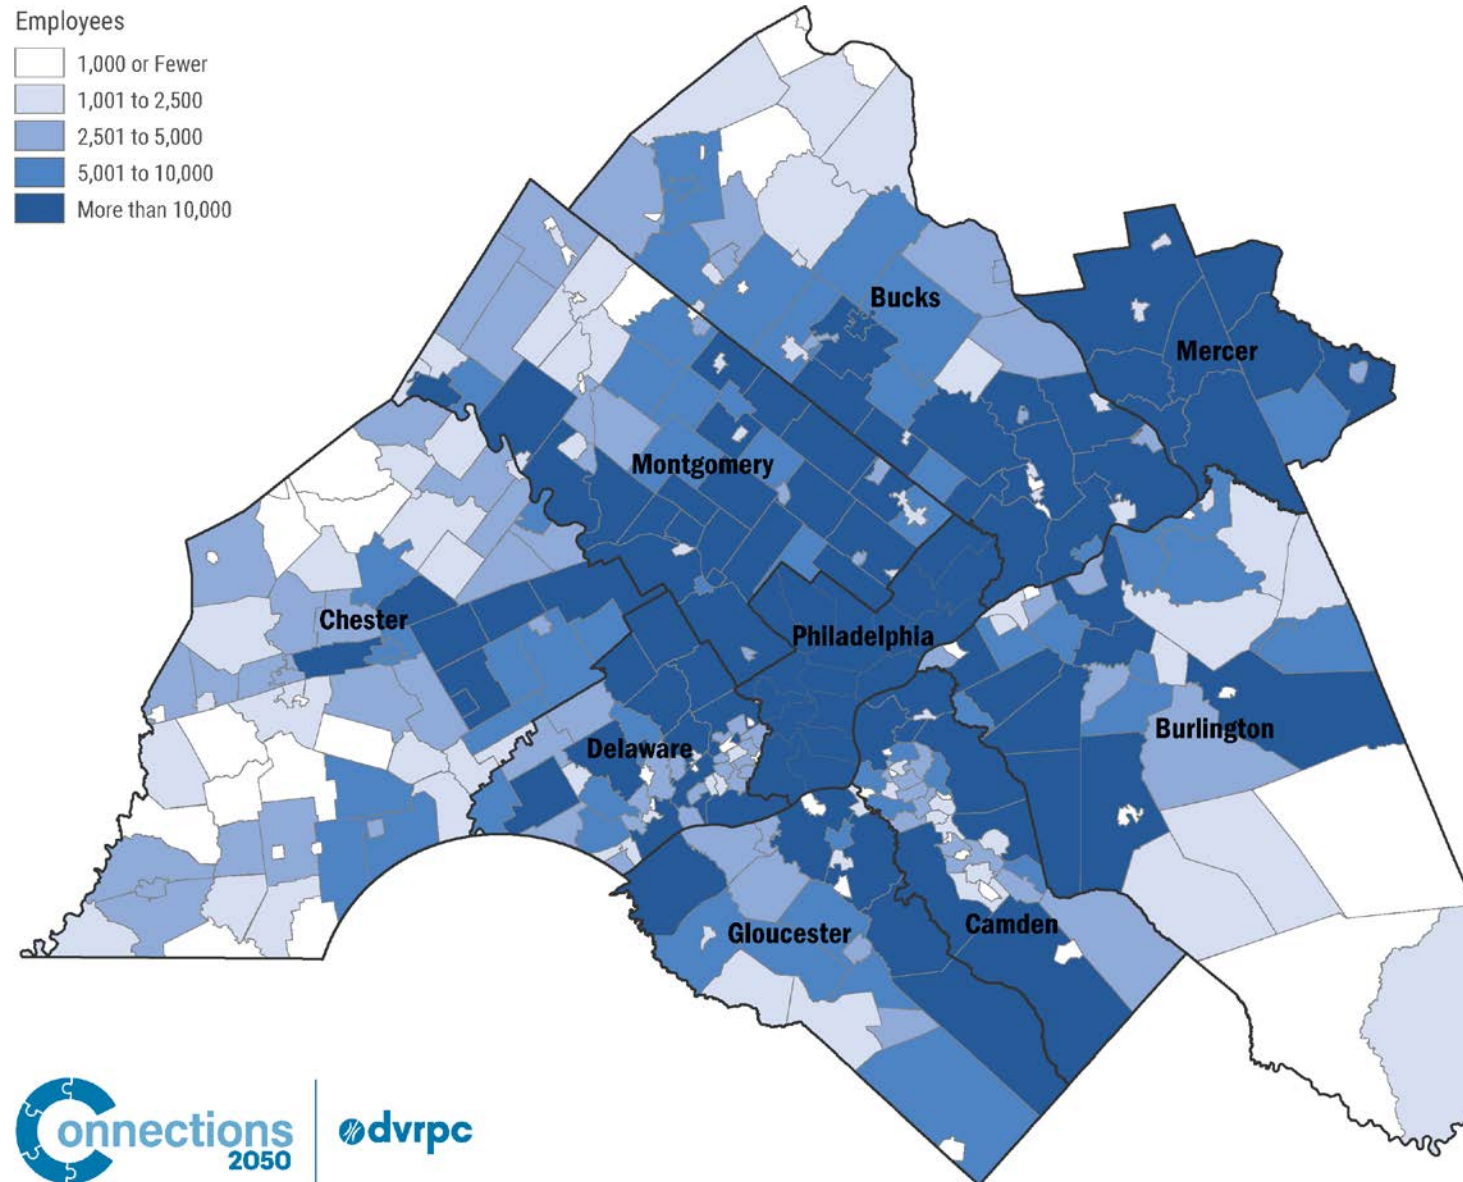 Employees
1,000 or Fewer
1,001 to 2,500
2,501 to 5,000
5,001 to 10,000
More than 10,000
Bucks
Mercer
Montgomery
Chester
Philadelphia
Delaware
Burlington
Gloucester
Camden
Connections
2050
dvrpc